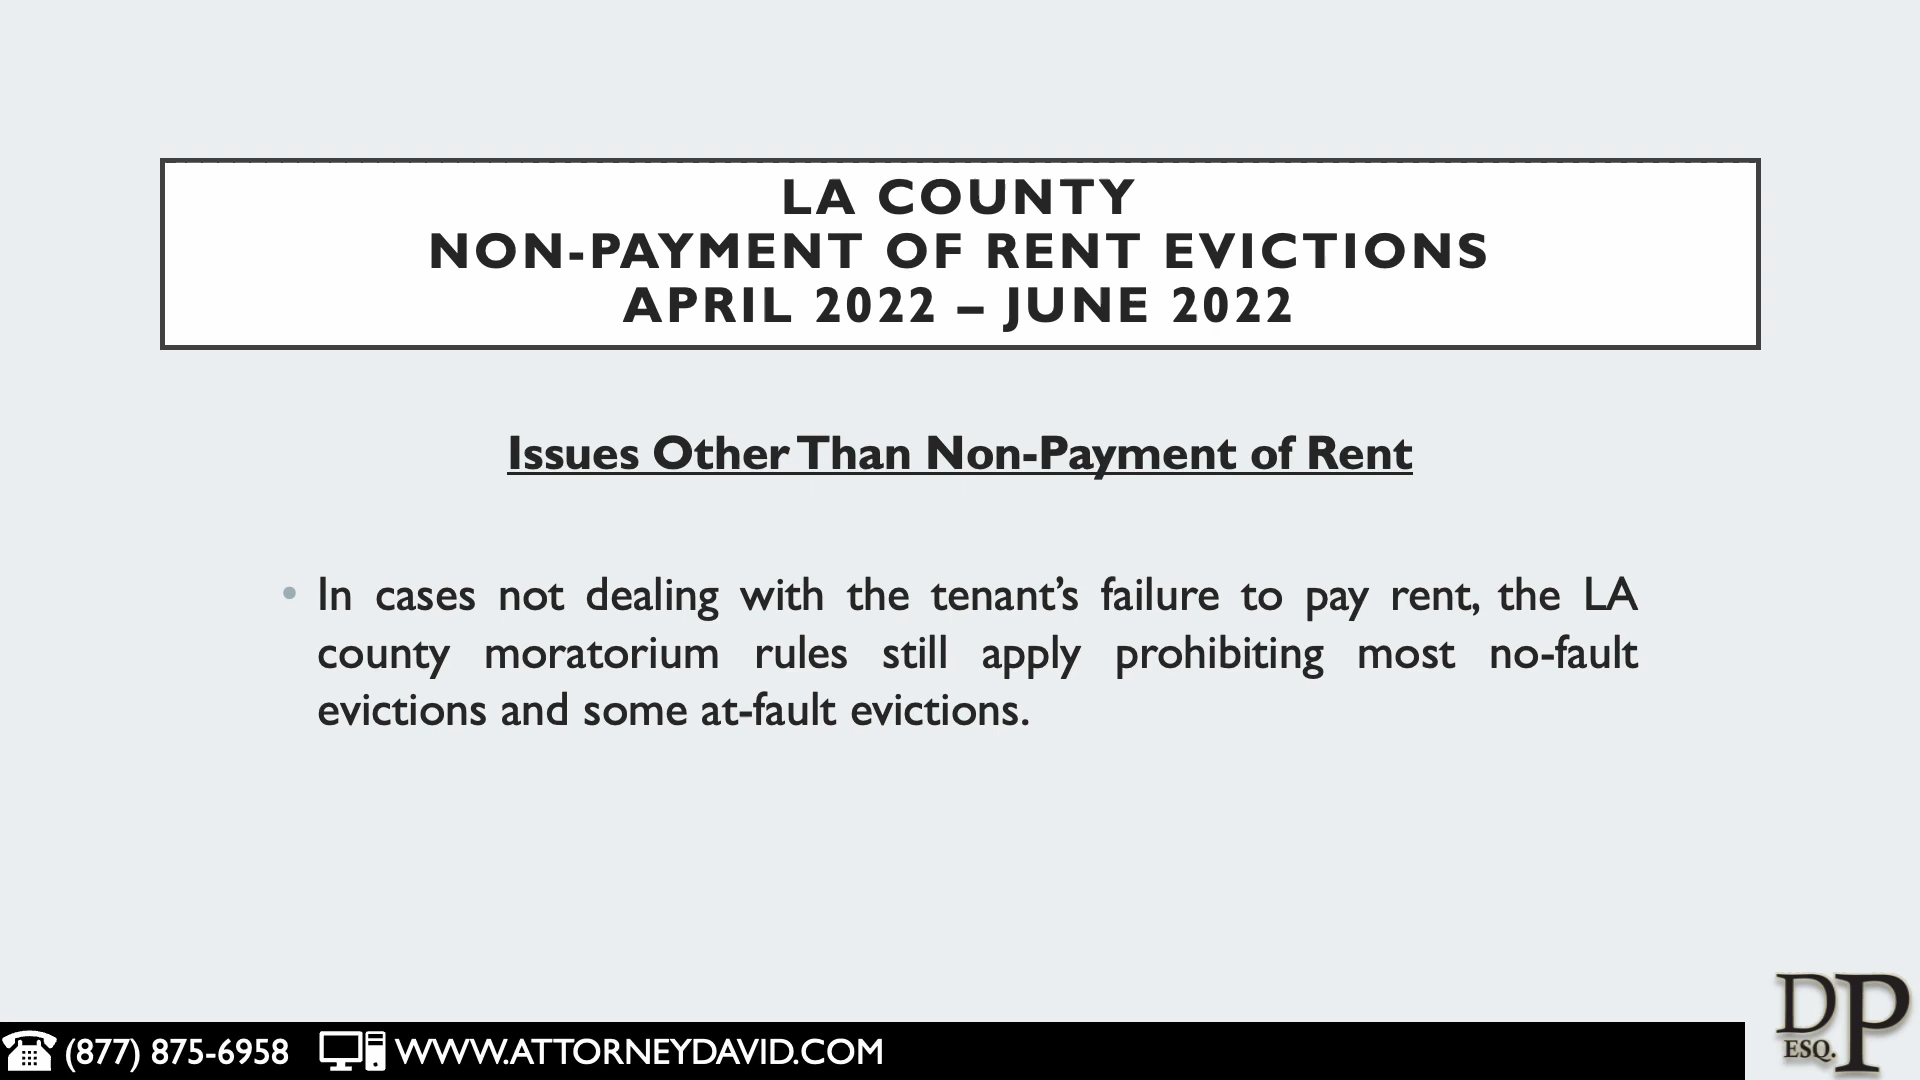 LA COUNTY
NON-PAYMENT OF RENT EVICTIONS
APRIL 2022 – JUNE 2022
Issues Other Than Non-Payment of Rent
• In cases not dealing with the tenant’s failure to pay rent, the LA
county moratorium rules still apply prohibiting most no-fault
evictions and some at-fault evictions.
(877) 875-6958 WWW.ATTORNEYDAVID.COM
DP
ESQ.